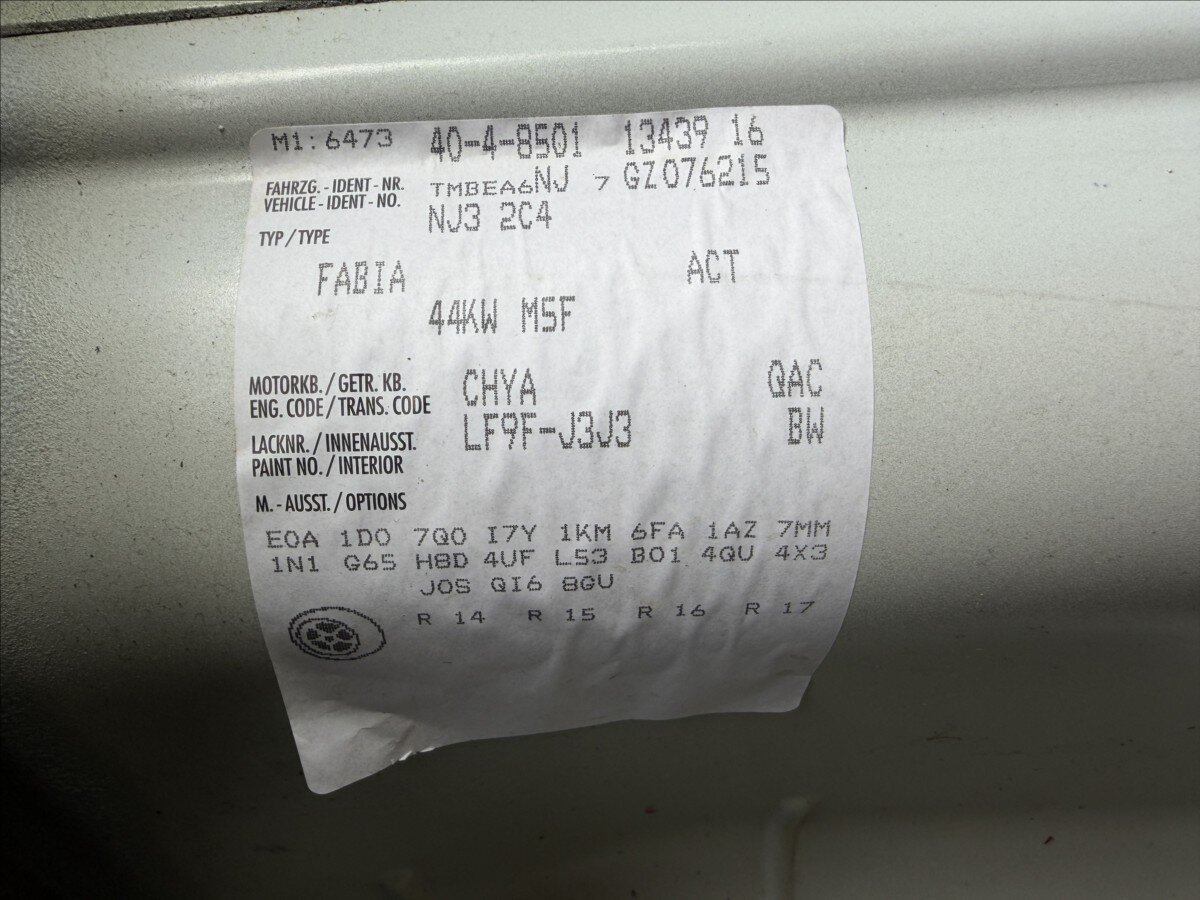 M1: 6473 40-4-8501 13439 16
FAHRZG. - IDENT - NR. TMBEA6NJ 7 GZ076215
VEHICLE - IDENT - NO.
NJ3 2C4
TYP / TYPE
FABIA ACT
44KW M5F
MOTORKB. / GETR. KB. CHYA QAC
ENG. CODE / TRANS. CODE
LACKNR. / INNENAUSST. LF9F-J3J3 BW
PAINT NO. / INTERIOR
M. - AUSST. / OPTIONS
E0A 1D0 7Q0 I7Y 1KM 6FA 1AZ 7MM
1N1 G65 H8D 4UF L53 B01 4QU 4X3
J0S QI6 8GU
R 14 R 15 R 16 R 17